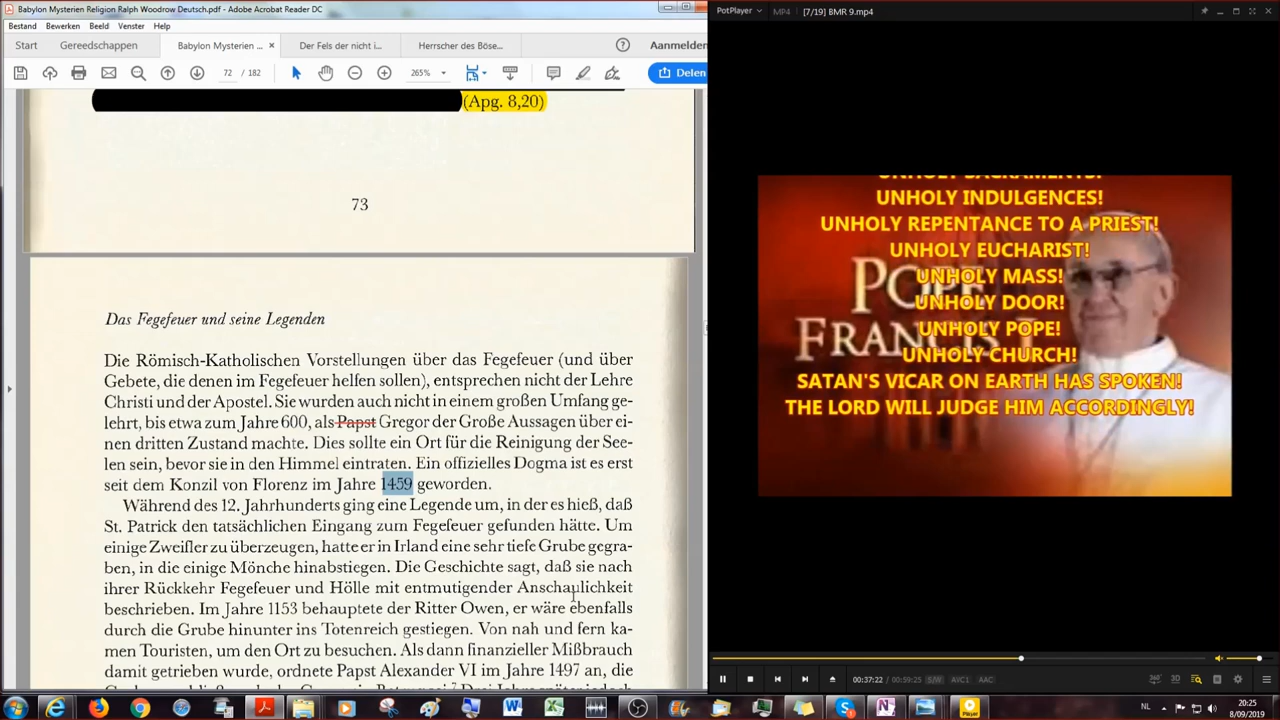 Babylon Mysterien Religion Ralph Woodrow Deutsch.pdf - Adobe Acrobat Reader DC
Bestand Bewerken Beeld Venster Help
Start Gereedschappen Babylon Mysterien ... × Der Fels der nicht i... Herrscher des Böse... Anmelden
72 / 182 265% Delen
(Apg. 8,20)
73
Das Fegefeuer und seine Legenden
Die Römisch-Katholischen Vorstellungen über das Fegefeuer (und über
Gebete, die denen im Fegefeuer helfen sollen), entsprechen nicht der Lehre
Christi und der Apostel. Sie wurden auch nicht in einem großen Umfang ge-
lehrt, bis etwa zum Jahre 600, als Papst Gregor der Große Aussagen über ei-
nen dritten Zustand machte. Dies sollte ein Ort für die Reinigung der See-
len sein, bevor sie in den Himmel eintraten. Ein offizielles Dogma ist es erst
seit dem Konzil von Florenz im Jahre 1459 geworden.
Während des 12. Jahrhunderts ging eine Legende um, in der es hieß, daß
St. Patrick den tatsächlichen Eingang zum Fegefeuer gefunden hätte. Um
einige Zweifler zu überzeugen, hatte er in Irland eine sehr tiefe Grube gegra-
ben, in die einige Mönche hinabstiegen. Die Geschichte sagt, daß sie nach
ihrer Rückkehr Fegefeuer und Hölle mit entmutigender Anschaulichkeit
beschrieben. Im Jahre 1153 behauptete der Ritter Owen, er wäre ebenfalls
durch die Grube hinunter ins Totenreich gestiegen. Von nah und fern ka-
men Touristen, um den Ort zu besuchen. Als dann finanzieller Mißbrauch
damit getrieben wurde, ordnete Papst Alexander VI im Jahre 1497 an, die
PotPlayer MP4 [7/19] BMR 9.mp4
UNHOLY SACRAMENTS!
UNHOLY INDULGENCES!
UNHOLY REPENTANCE TO A PRIEST!
UNHOLY EUCHARIST!
UNHOLY MASS!
UNHOLY DOOR!
UNHOLY POPE!
UNHOLY CHURCH!
SATAN'S VICAR ON EARTH HAS SPOKEN!
THE LORD WILL JUDGE HIM ACCORDINGLY!
POPE
FRANCIS I
00:37:22 / 00:59:25 S/W AVC1 AAC
360° 3D
NL 20:25
8/09/2019